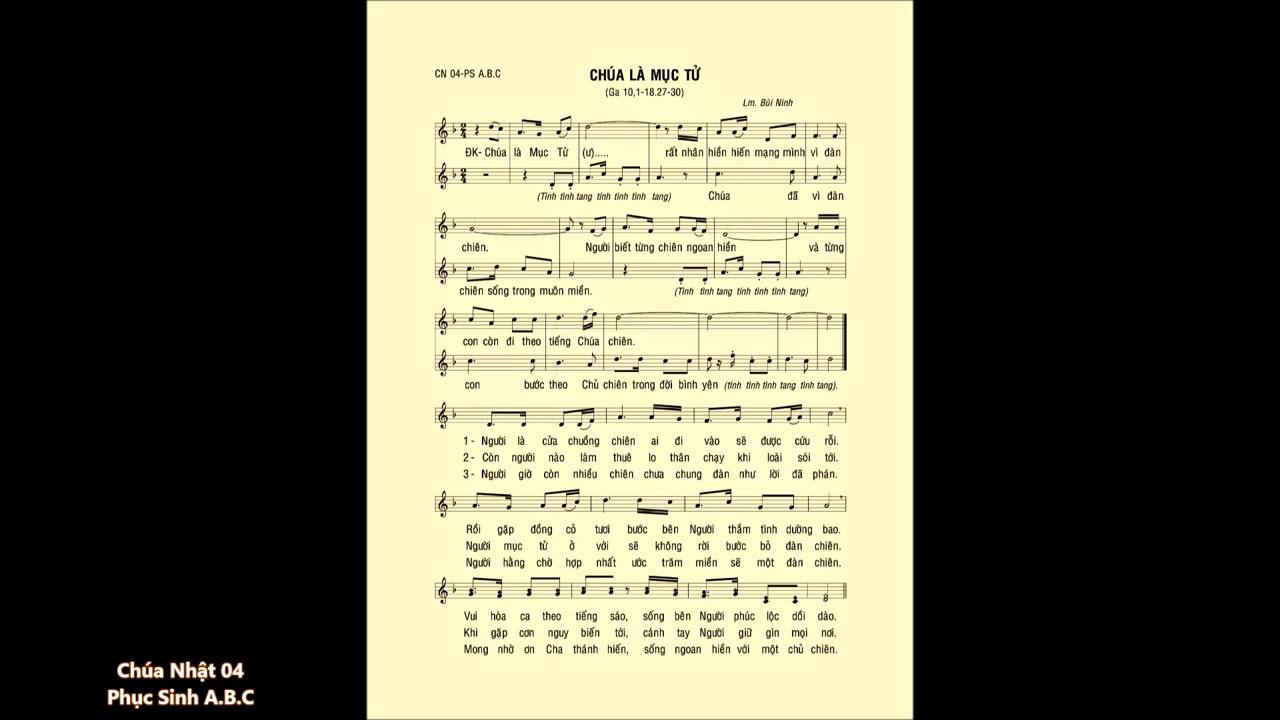 CN 04-PS A.B.C
CHÚA LÀ MỤC TỬ
(Ga 10,1-18.27-30)
Lm. Bùi Ninh
ĐK- Chúa là Mục Tử (ư)..... rất nhân hiền hiến mạng mình vì đàn
(Tình tình tang tính tình tình tang) Chúa đã vì đàn
chiên. Người biết từng chiên ngoan hiền và từng
chiên sống trong muôn miền. (Tình tình tang tính tình tình tang)
con còn đi theo tiếng Chúa chiên.
con bước theo Chủ chiên trong đời bình yên (tính tình tình tang tình tang).
1- Người là cửa chuồng chiên ai đi vào sẽ được cứu rỗi.
2- Còn người nào làm thuê lo thân chạy khi loài sói tới.
3- Người giờ còn nhiều chiên chưa chung đàn như lời đã phán.
Rồi gặp đồng cỏ tươi bước bên Người thắm tình dưỡng bao.
Người mục tử ở với sẽ không rời bước bỏ đàn chiên.
Người hằng chờ hợp nhất ước trăm miền sẽ một đàn chiên.
Vui hòa ca theo tiếng sáo, sống bên Người phúc lộc dồi dào.
Khi gặp cơn nguy biến tới, cánh tay Người giữ gìn mọi nơi.
Mong nhờ ơn Cha thánh hiến, sống ngoan hiền với một chủ chiên.
Chúa Nhật 04
Phục Sinh A.B.C